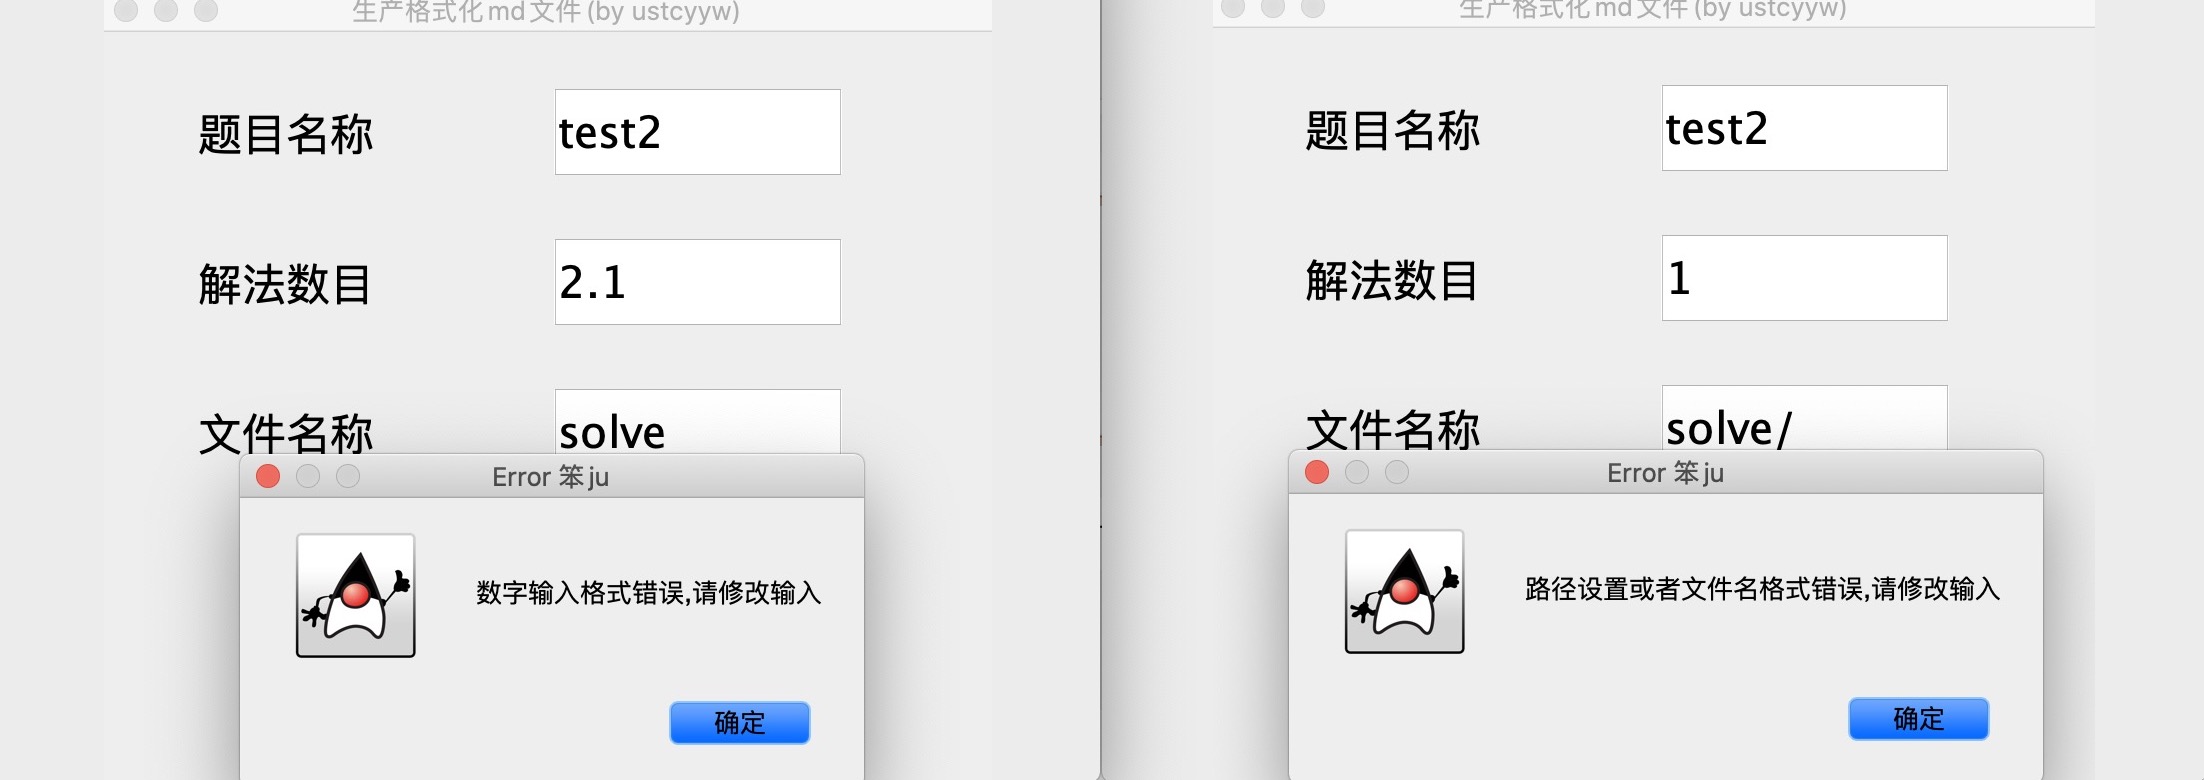 生产格式化md文件(by ustcyyw)
题目名称 test2
解法数目 2.1
文件名称 solve
Error 笨ju
数字输入格式错误,请修改输入
确定
生产格式化md文件(by ustcyyw)
题目名称 test2
解法数目 1
文件名称 solve/
Error 笨ju
路径设置或者文件名格式错误,请修改输入
确定